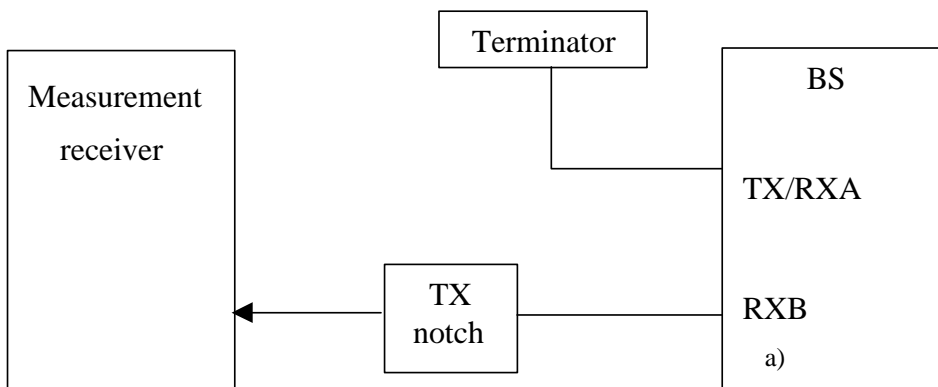 Terminator
BS
Measurement
receiver
TX/RXA
TX
notch
RXB
a)